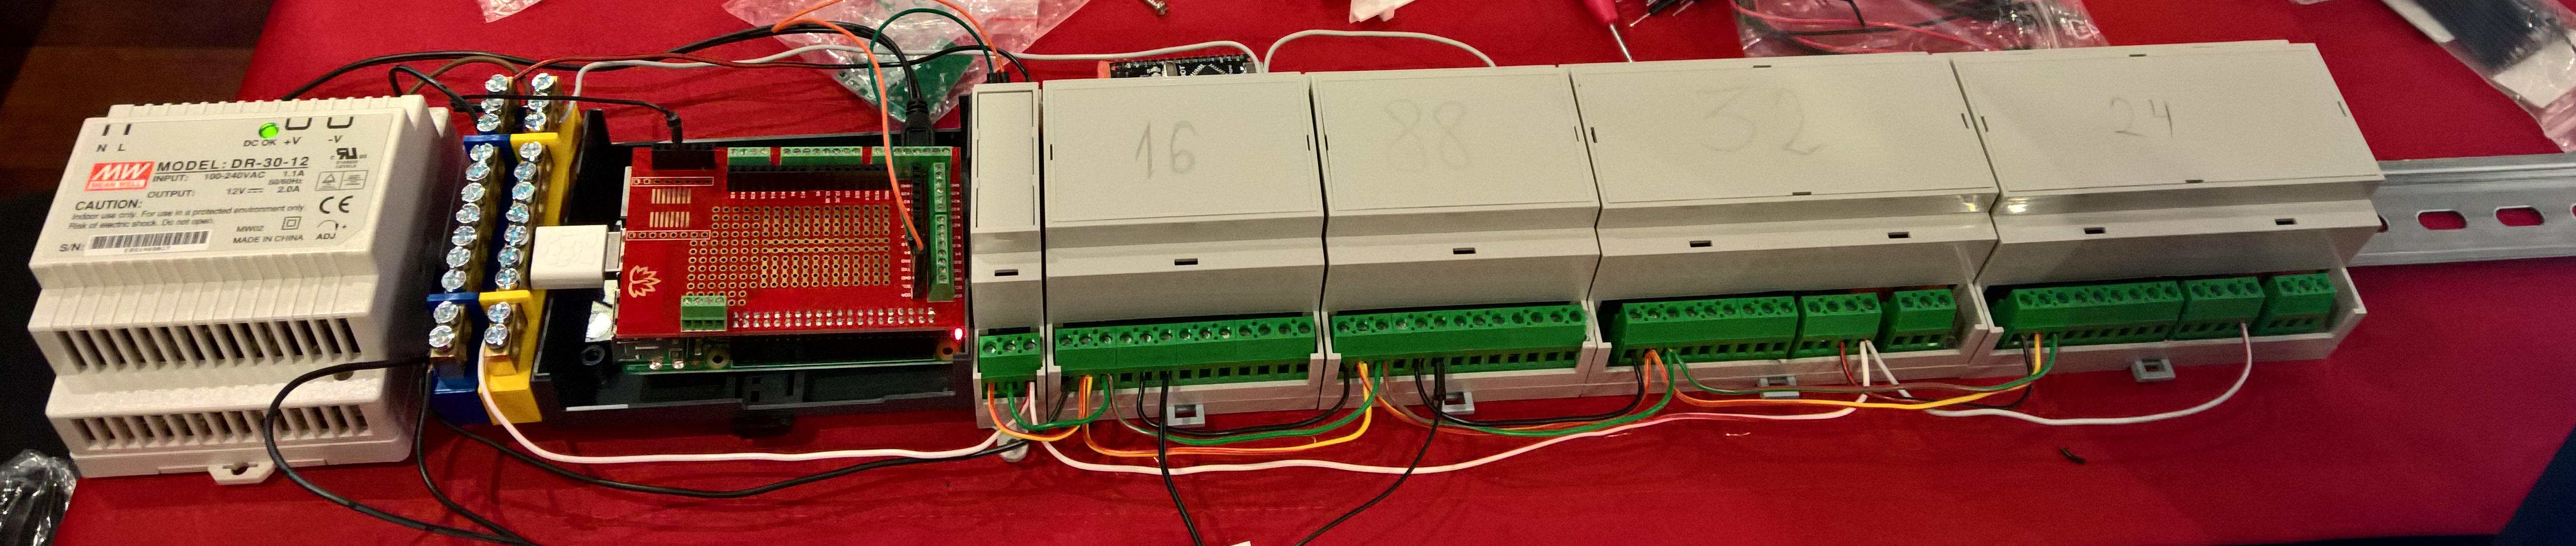 N L
DC OK +V -V
MW
MEAN WELL
MODEL: DR-30-12
INPUT: 100-240VAC 1.1A
50/60Hz
OUTPUT: 12V 2.0A
CAUTION:
Indoor use only. For use in a protected environment only.
Risk of electric shock. Do not open.
MW02
MADE IN CHINA
ADJ
S/N:
16
88
32
24